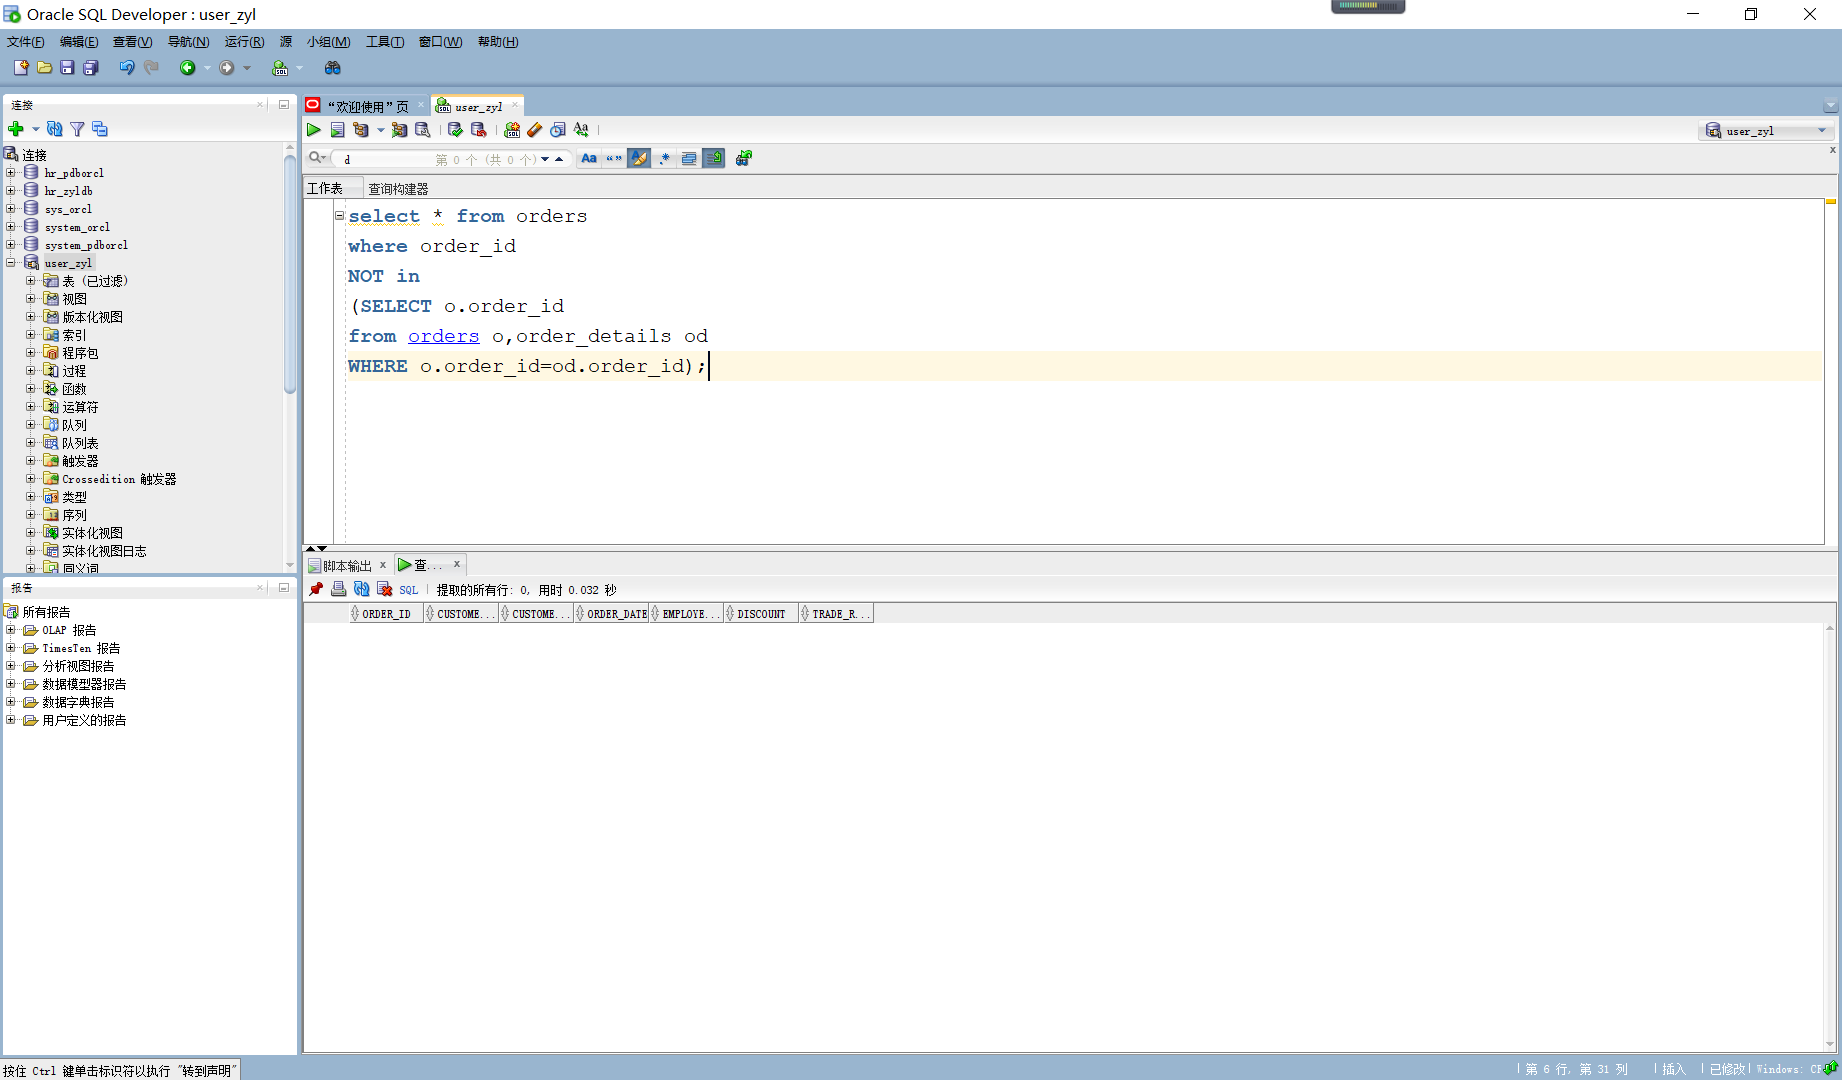 Oracle SQL Developer : user_zyl
文件(F) 编辑(E) 查看(V) 导航(N) 运行(R) 源 小组(M) 工具(T) 窗口(W) 帮助(H)
连接
连接
hr_pdborcl
hr_zyldb
sys_orcl
system_orcl
system_pdborcl
user_zyl
表 (已过滤)
视图
版本化视图
索引
程序包
过程
函数
运算符
队列
队列表
触发器
Crossedition 触发器
类型
序列
实体化视图
实体化视图日志
同义词
报告
所有报告
OLAP 报告
TimesTen 报告
分析视图报告
数据模型器报告
数据字典报告
用户定义的报告
“欢迎使用”页 user_zyl
user_zyl
d 第 0 个 (共 0 个) Aa “” .*
工作表 查询构建器
select * from orders
where order_id
NOT in
(SELECT o.order_id
from orders o,order_details od
WHERE o.order_id=od.order_id);
脚本输出 查...
SQL 提取的所有行: 0, 用时 0.032 秒
ORDER_ID CUSTOME... CUSTOME... ORDER_DATE EMPLOYE... DISCOUNT TRADE_R...
按住 Ctrl 键单击标识符以执行 "转到声明"
第 6 行, 第 31 列 插入 已修改 Windows: CR